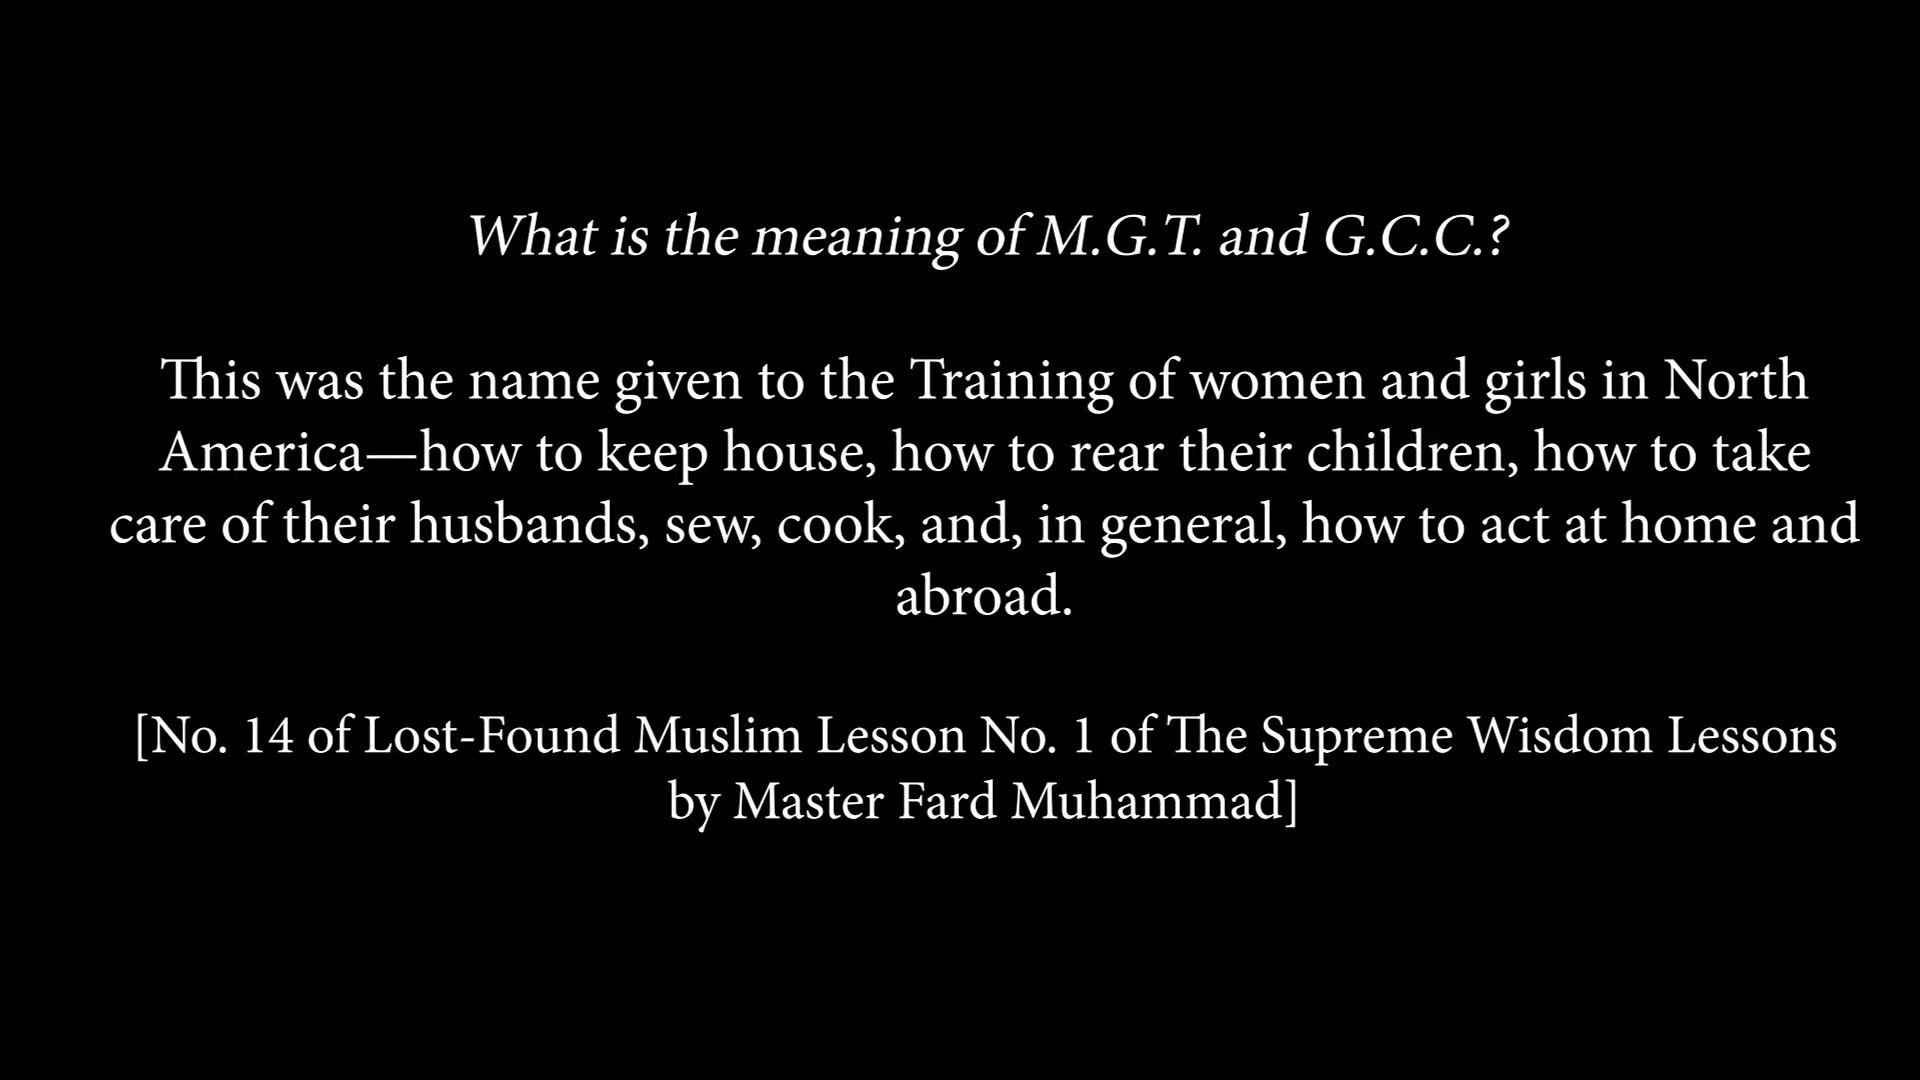 What is the meaning of M.G.T. and G.C.C.?
This was the name given to the Training of women and girls in North
America—how to keep house, how to rear their children, how to take
care of their husbands, sew, cook, and, in general, how to act at home and
abroad.
[No. 14 of Lost-Found Muslim Lesson No. 1 of The Supreme Wisdom Lessons
by Master Fard Muhammad]